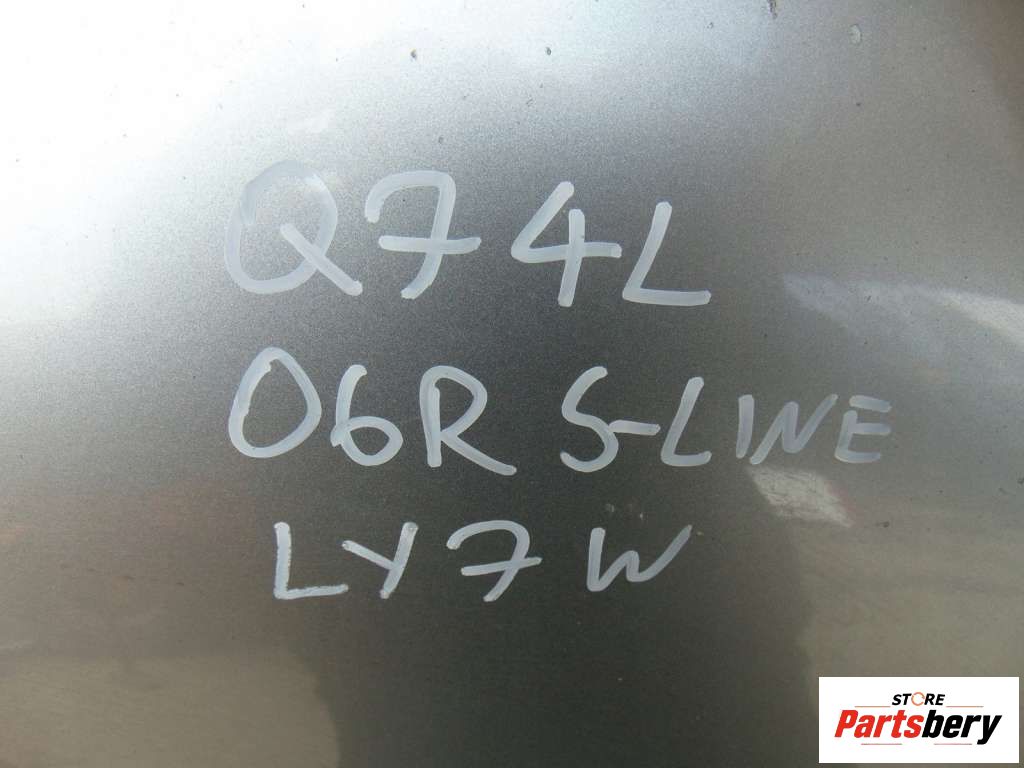 Q7 4L
06R S-LINE
LY7W
STORE
Partsbery